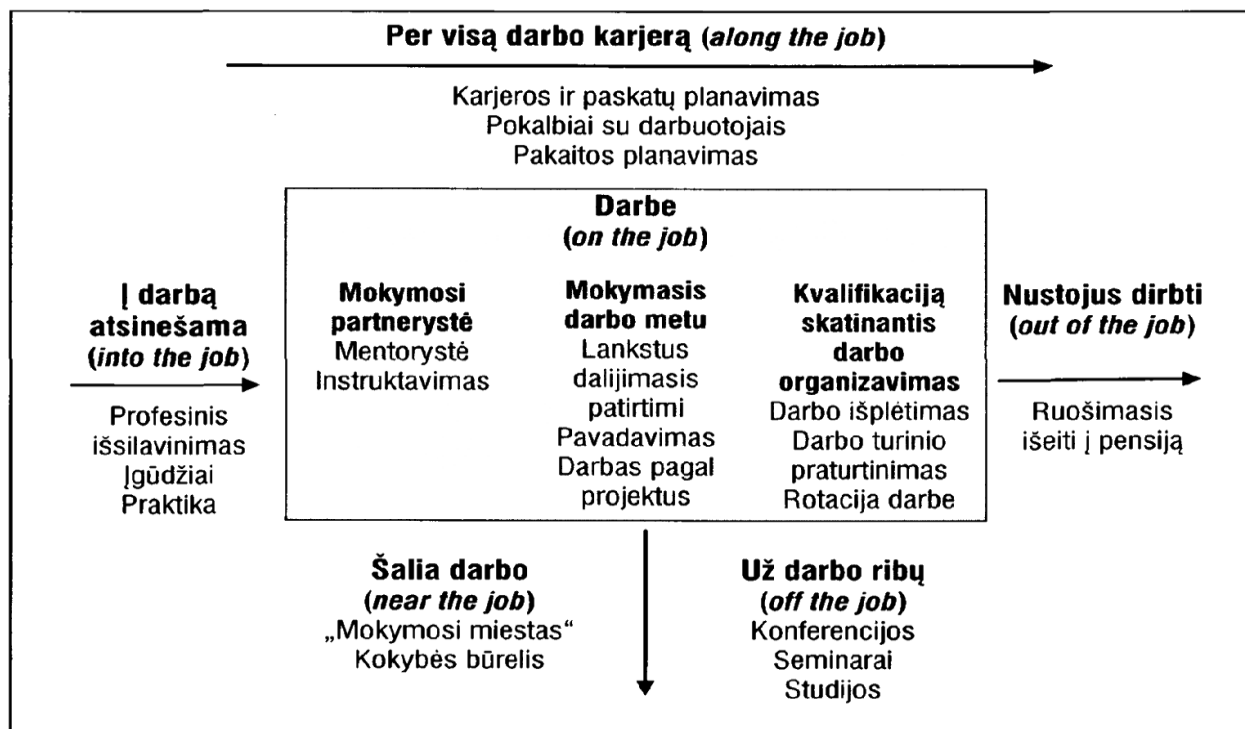 Per visą darbo karjerą (along the job)
Karjeros ir paskatų planavimas
Pokalbiai su darbuotojais
Pakaitos planavimas
Į darbą
atsinešama
(into the job)
Profesinis
išsilavinimas
Įgūdžiai
Praktika
Darbe
(on the job)
Mokymosi
partnerystė
Mentorystė
Instruktavimas
Mokymasis
darbo metu
Lankstus
dalijimasis
patirtimi
Pavadavimas
Darbas pagal
projektus
Kvalifikaciją
skatinantis
darbo
organizavimas
Darbo išplėtimas
Darbo turinio
praturtinimas
Rotacija darbe
Nustojus dirbti
(out of the job)
Ruošimasis
išeiti į pensiją
Šalia darbo
(near the job)
„Mokymosi miestas“
Kokybės būrelis
Už darbo ribų
(off the job)
Konferencijos
Seminarai
Studijos